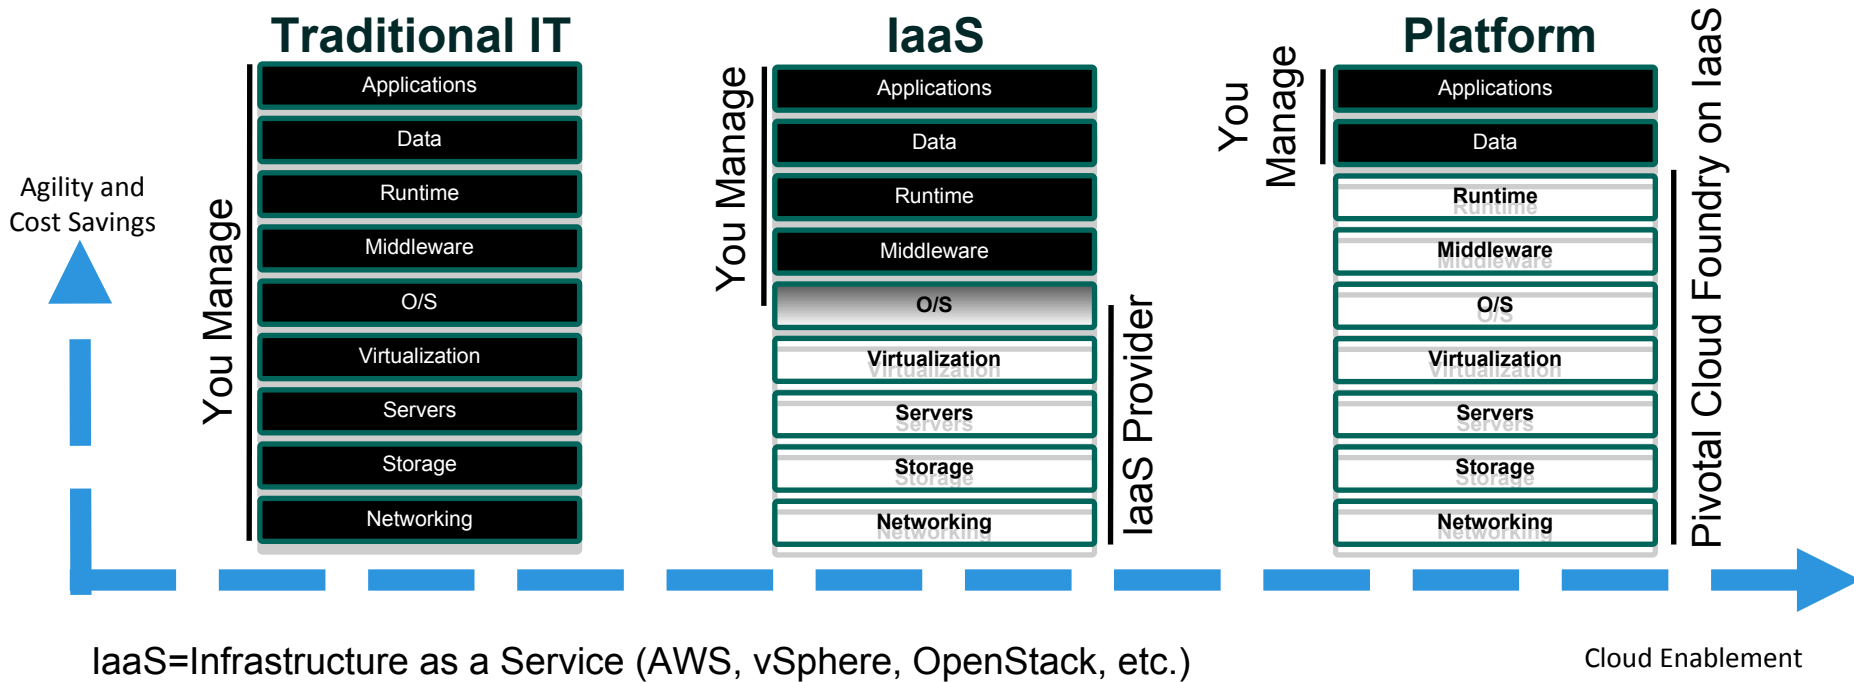 Traditional IT
Applications
Data
Runtime
Middleware
O/S
Virtualization
Servers
Storage
Networking
You Manage
IaaS
Applications
Data
Runtime
Middleware
O/S
Virtualization
Servers
Storage
Networking
You Manage
IaaS Provider
Platform
Applications
Data
Runtime
Middleware
O/S
Virtualization
Servers
Storage
Networking
You
Manage
Pivotal Cloud Foundry on IaaS
Agility and
Cost Savings
IaaS=Infrastructure as a Service (AWS, vSphere, OpenStack, etc.)
Cloud Enablement